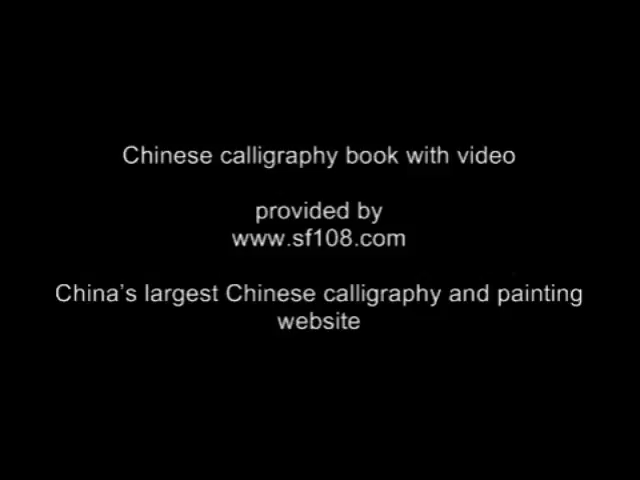 Chinese calligraphy book with video
provided by
www.sf108.com
China's largest Chinese calligraphy and painting
website